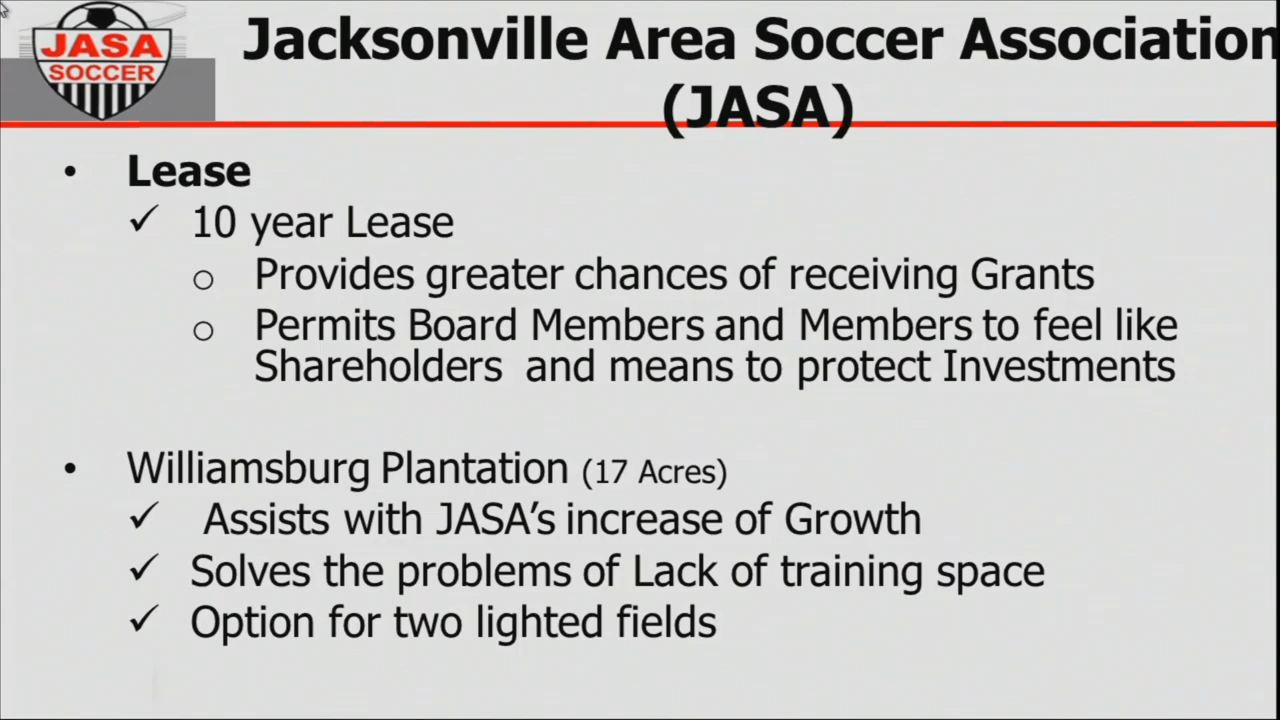 JASA
SOCCER
Jacksonville Area Soccer Association
(JASA)
• Lease
✓ 10 year Lease
o Provides greater chances of receiving Grants
o Permits Board Members and Members to feel like
Shareholders and means to protect Investments
• Williamsburg Plantation (17 Acres)
✓ Assists with JASA’s increase of Growth
✓ Solves the problems of Lack of training space
✓ Option for two lighted fields